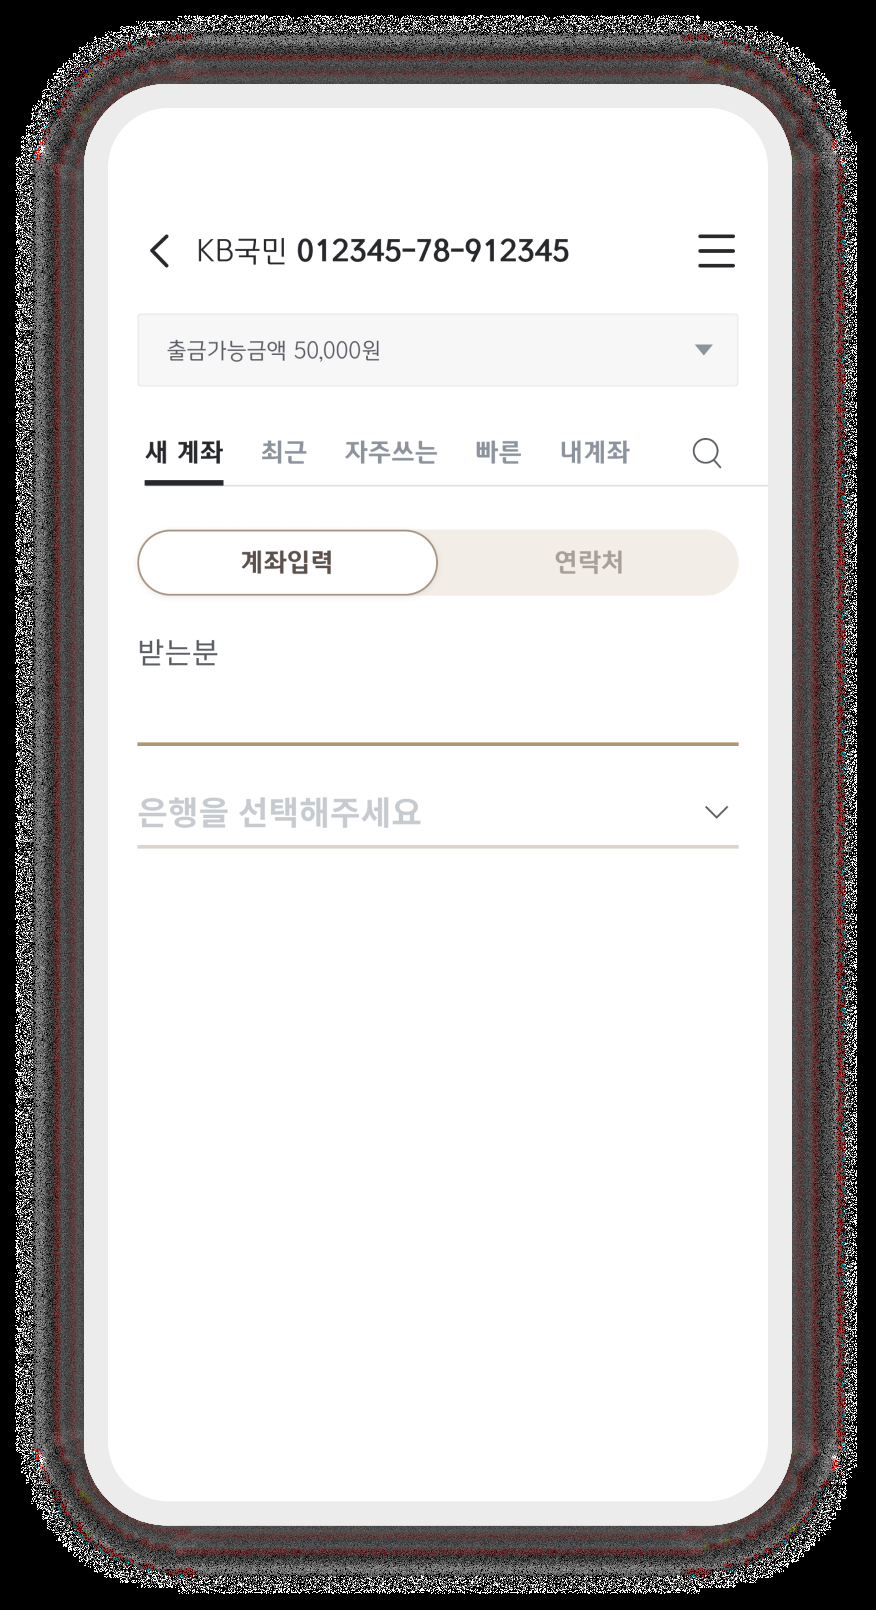 KB국민 012345-78-912345
출금가능금액 50,000원
새 계좌 최근 자주쓰는 빠른 내계좌
계좌입력 연락처
받는분
은행을 선택해주세요